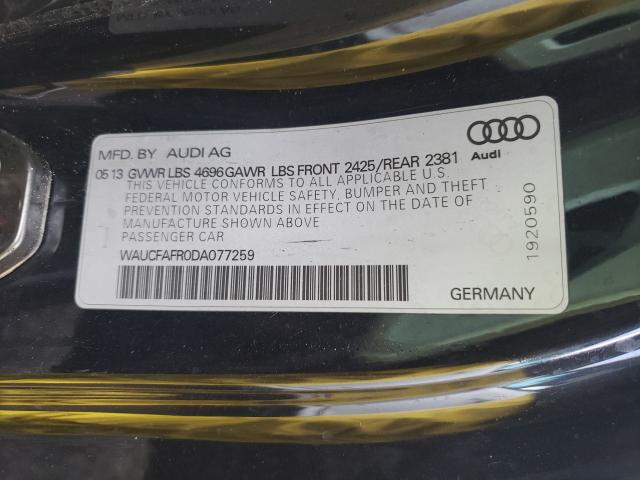 MFD. BY AUDI AG
Audi
05 13 GVWR LBS 4696 GAWR LBS FRONT 2425/REAR 2381
THIS VEHICLE CONFORMS TO ALL APPLICABLE U.S.
FEDERAL MOTOR VEHICLE SAFETY, BUMPER AND THEFT
PREVENTION STANDARDS IN EFFECT ON THE DATE OF
MANUFACTURE SHOWN ABOVE
PASSENGER CAR
WAUCFAFR0DA077259
GERMANY
1920590